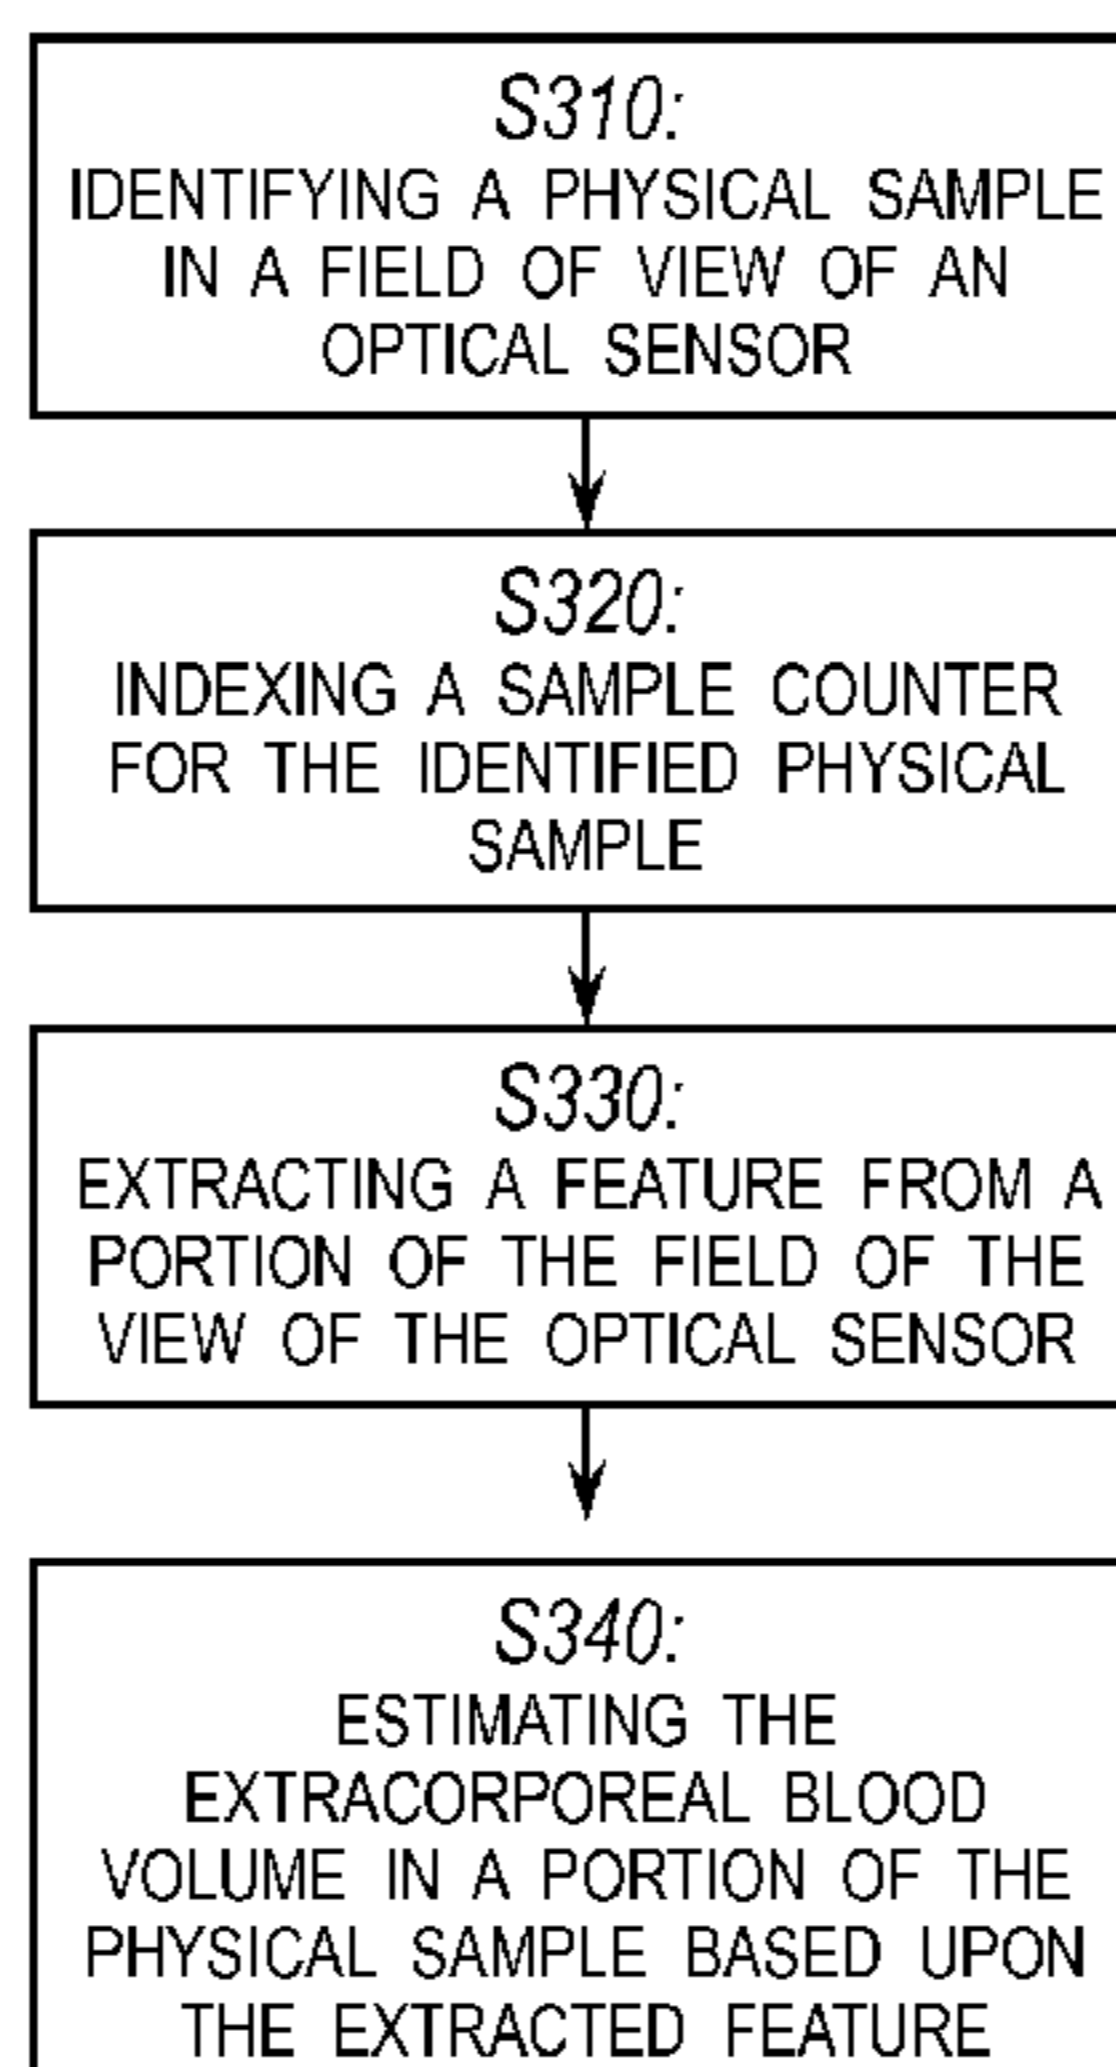 S310:
IDENTIFYING A PHYSICAL SAMPLE
IN A FIELD OF VIEW OF AN
OPTICAL SENSOR
S320:
INDEXING A SAMPLE COUNTER
FOR THE IDENTIFIED PHYSICAL
SAMPLE
S330:
EXTRACTING A FEATURE FROM A
PORTION OF THE FIELD OF THE
VIEW OF THE OPTICAL SENSOR
S340:
ESTIMATING THE
EXTRACORPOREAL BLOOD
VOLUME IN A PORTION OF THE
PHYSICAL SAMPLE BASED UPON
THE EXTRACTED FEATURE